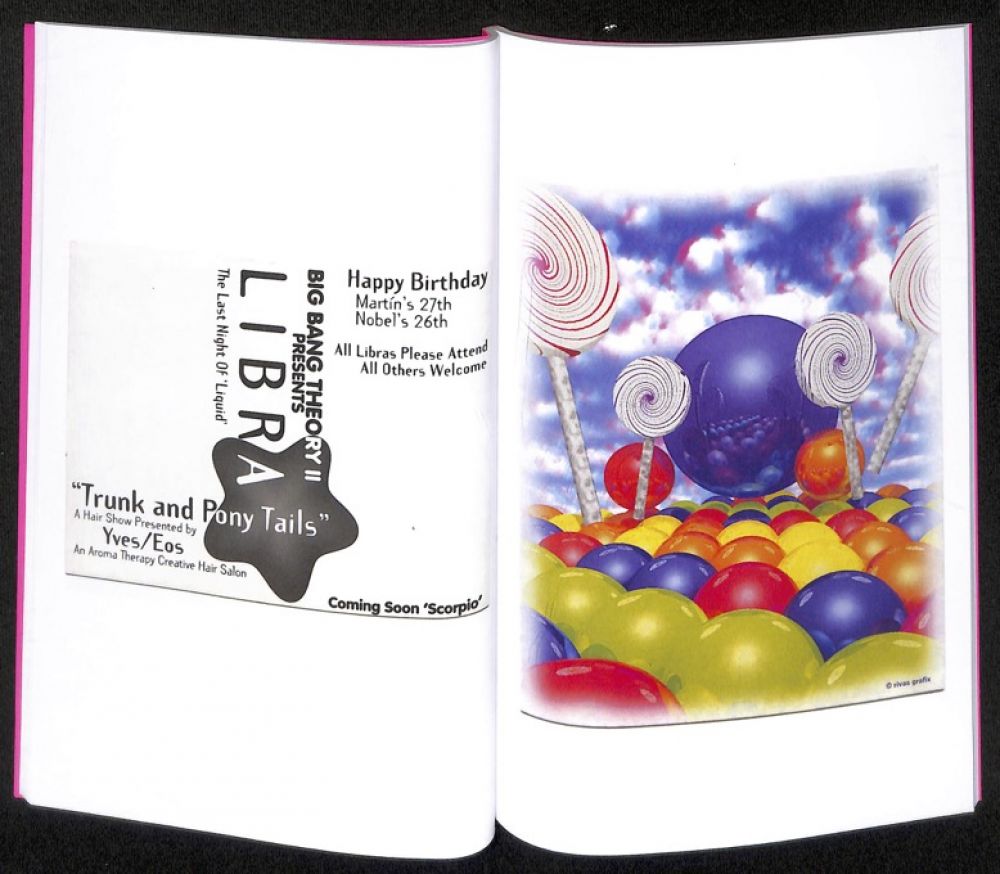 Happy Birthday
Martín's 27th
Nobel's 26th
All Libras Please Attend
All Others Welcome
BIG BANG THEORY II
PRESENTS
LIBRA
The Last Night Of 'Liquid'
"Trunk and Pony Tails"
A Hair Show Presented by
Yves/Eos
An Aroma Therapy Creative Hair Salon
Coming Soon 'Scorpio'
© rivas grafix